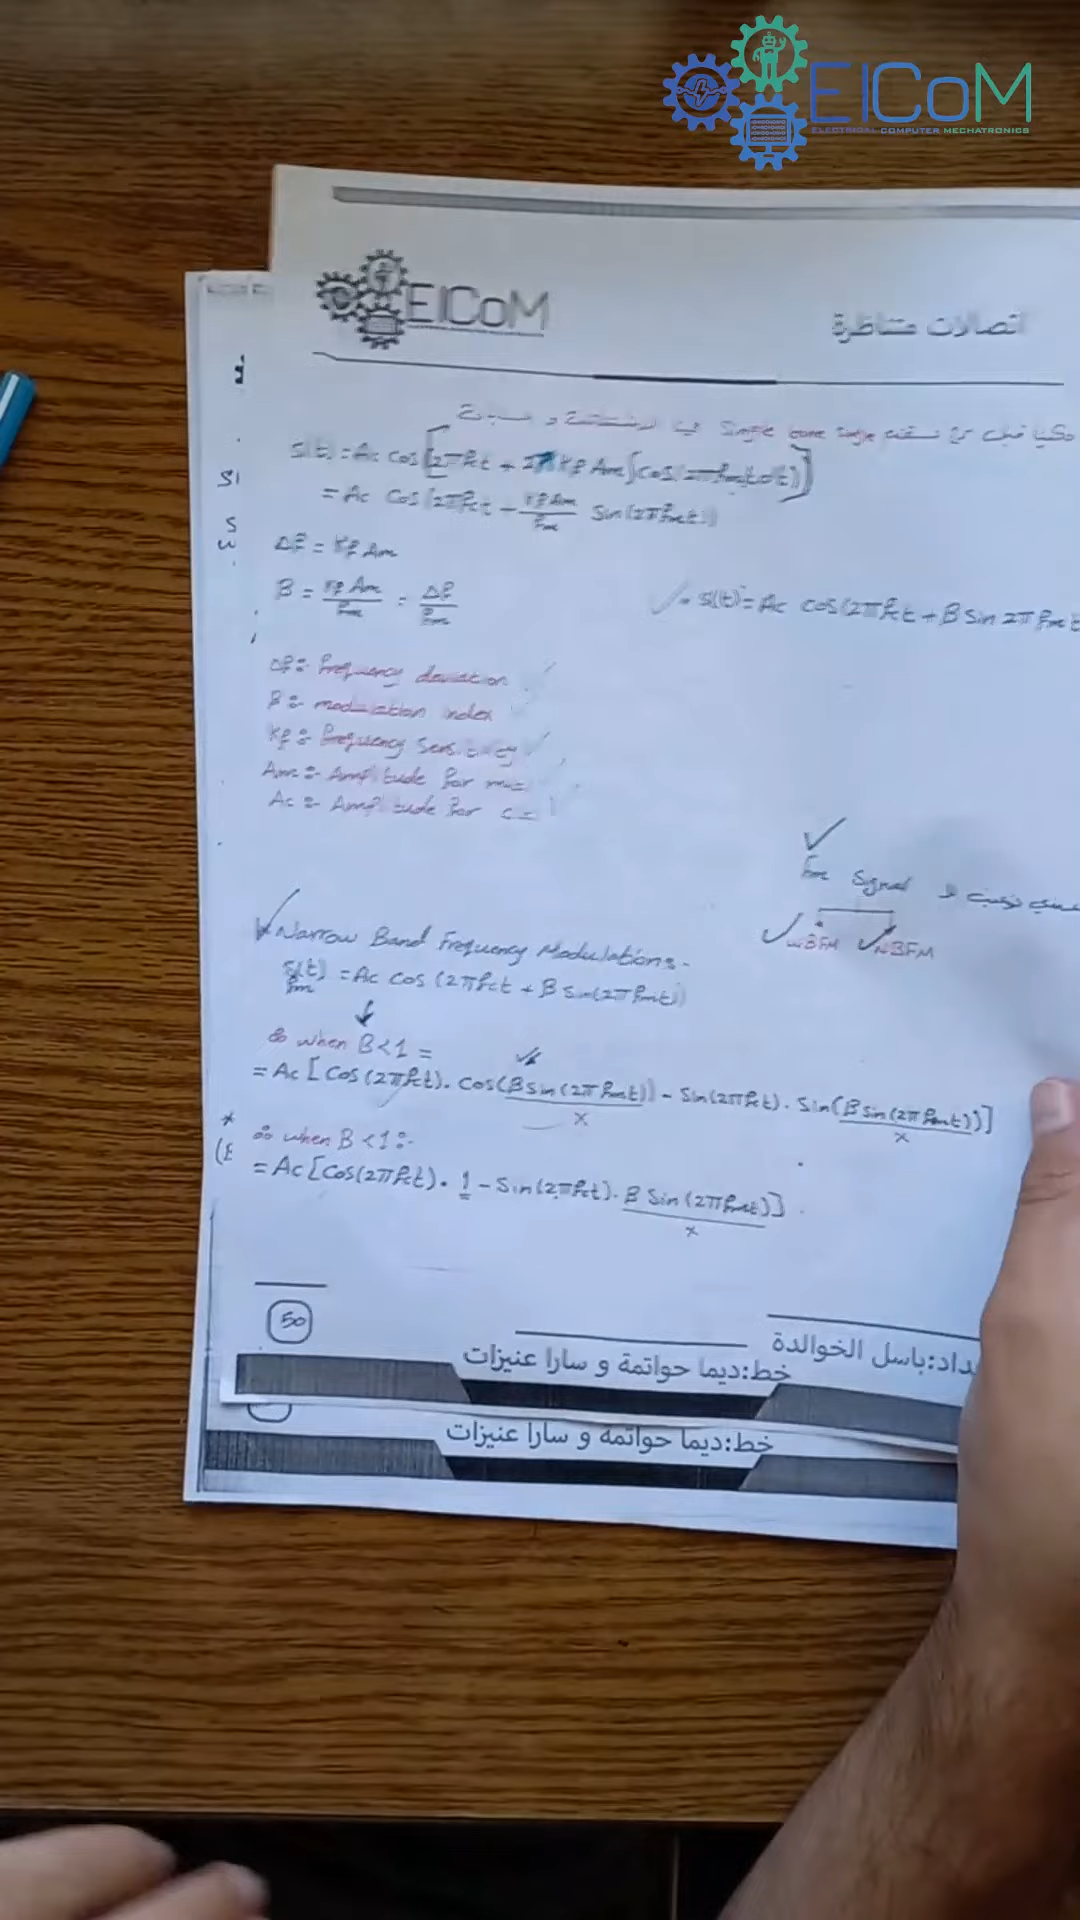 EICoM
ELECTRICAL COMPUTER MECHATRONICS
EICoM
اتصالات متناظرة
S(t) = Ac Cos [2πfct + 2π Kf Am ∫cos(2πfmt)dt)]
= Ac Cos (2πfct + Kf Am/fm Sin(2πfmt))
Δf = Kf Am
B = Kf Am/fm = Δf/fm
S(t) = Ac cos(2πfct + B Sin 2πfmt
Δf:- frequency deviation
B:- modulation index
Kf:- frequency Sensitivity
Am:- Amplitude for m(t)
Ac:- Amplitude for c
Fm Signal
WBFM NBFM
Narrow Band Frequency Modulations-
S(t) = Ac Cos (2πfct + B Sin(2πfmt))
fm
∴ when B<1 =
= Ac [Cos(2πfct). Cos(B Sin(2πfmt)) - Sin(2πfct). Sin(B Sin(2πfmt))]
x x
∴ when B<1:-
= Ac [Cos(2πfct). 1 - Sin(2πfct). B Sin(2πfmt)]
x
50
داد:باسل الخوالدة
خط:ديما حواتمة و سارا عنيزات
خط:ديما حواتمة و سارا عنيزات